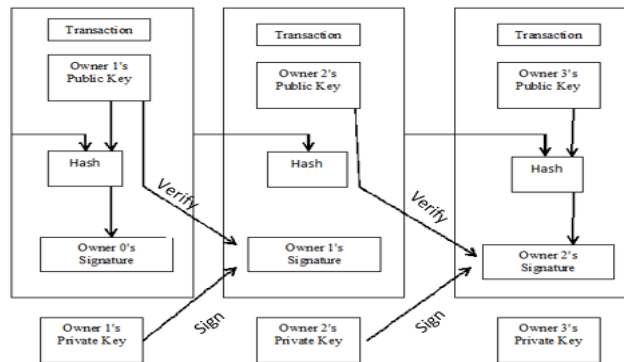 Transaction
Owner 1's
Public Key
Hash
Verify
Owner 0's
Signature
Owner 1's
Private Key
Sign
Transaction
Owner 2's
Public Key
Hash
Verify
Owner 1's
Signature
Owner 2's
Private Key
Sign
Transaction
Owner 3's
Public Key
Hash
Owner 2's
Signature
Owner 3's
Private Key